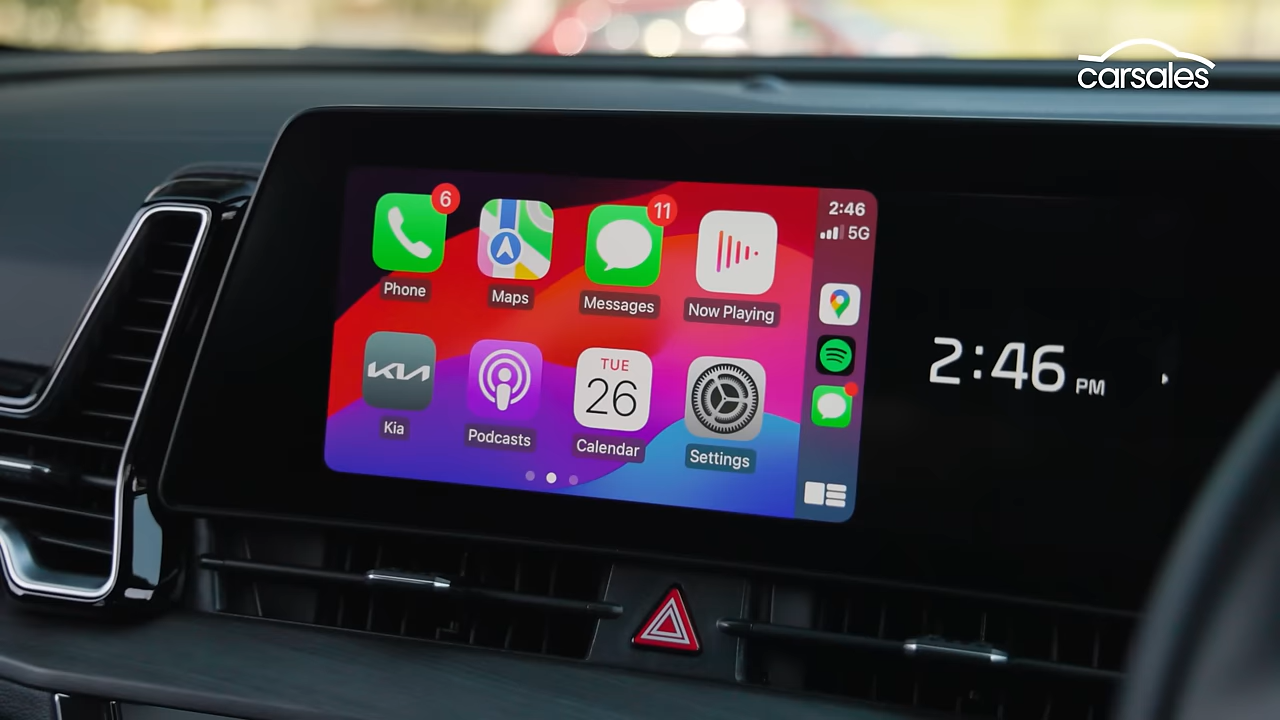 carsales
6
11
2:46
5G
Phone
Maps
Messages
Now Playing
KIA
TUE
26
Kia
Podcasts
Calendar
Settings
2:46 PM